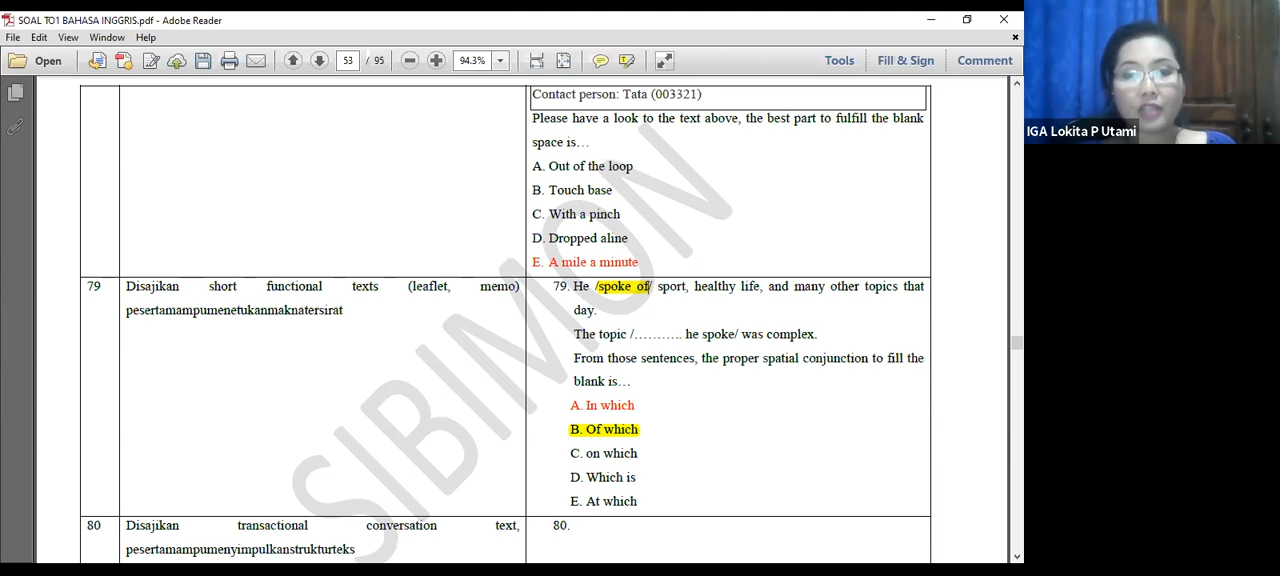 SOAL TO1 BAHASA INGGRIS.pdf - Adobe Reader
File Edit View Window Help
Open 53 / 95 94.3% Tools Fill & Sign Comment
Contact person: Tata (003321)
Please have a look to the text above, the best part to fulfill the blank
space is…
A. Out of the loop
B. Touch base
C. With a pinch
D. Dropped aline
E. A mile a minute
79 Disajikan short functional texts (leaflet, memo)
pesertamampumenetukanmaknatersirat
79. He /spoke of/ sport, healthy life, and many other topics that
day.
The topic /……….. he spoke/ was complex.
From those sentences, the proper spatial conjunction to fill the
blank is…
A. In which
B. Of which
C. on which
D. Which is
E. At which
80 Disajikan transactional conversation text,
pesertamampumenyimpulkanstrukturteks
80.
SIBIMON
IGA Lokita P Utami